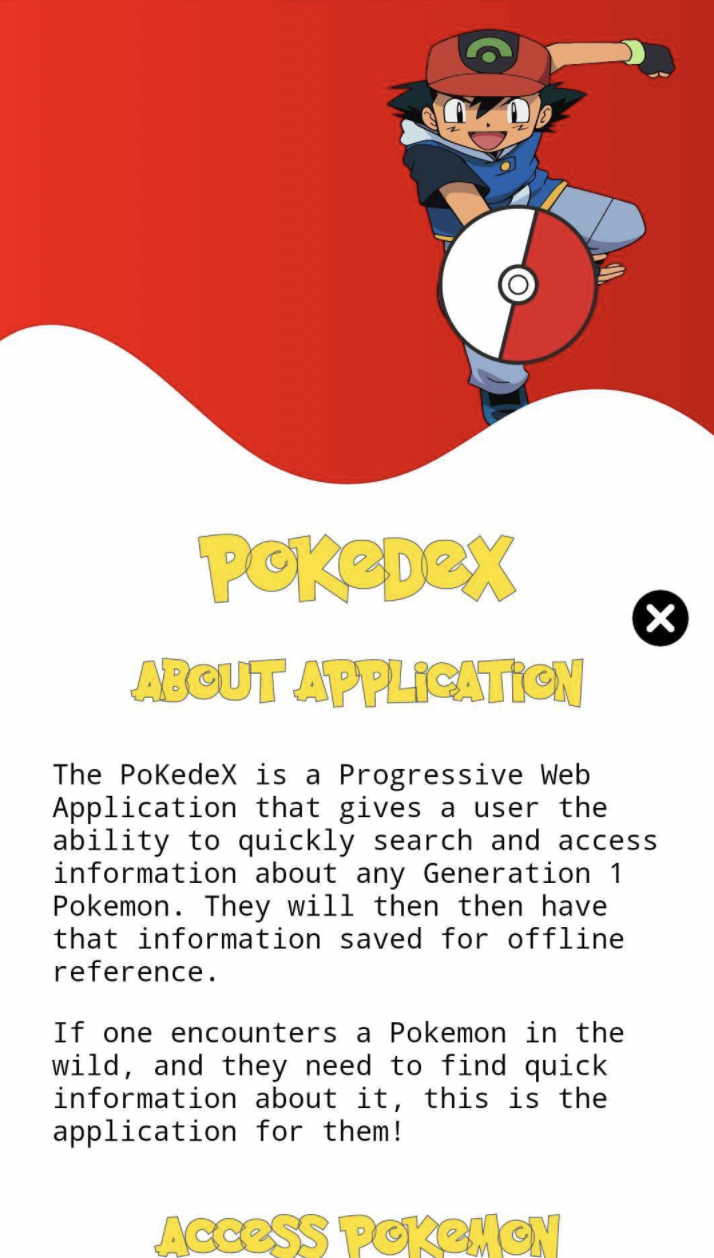 PoKeDeX
ABOUT APPLiCATiON
The PoKedeX is a Progressive Web
Application that gives a user the
ability to quickly search and access
information about any Generation 1
Pokemon. They will then then have
that information saved for offline
reference.
If one encounters a Pokemon in the
wild, and they need to find quick
information about it, this is the
application for them!
ACCeSS POKeMON